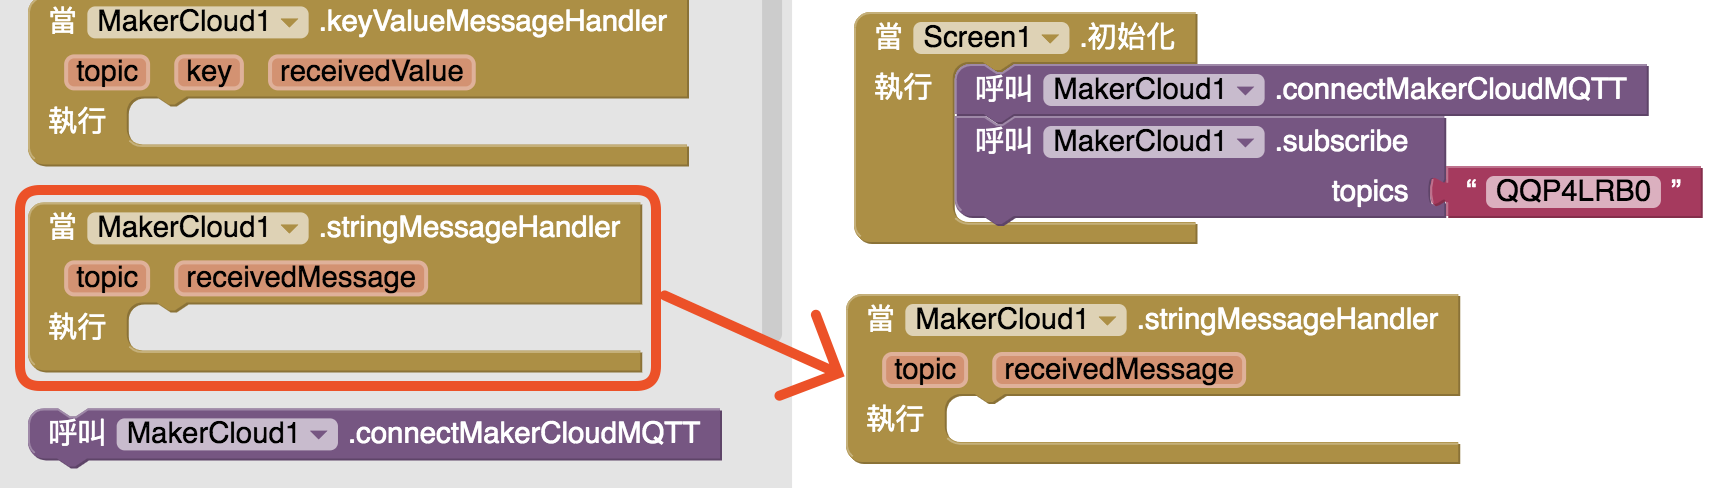 當 MakerCloud1 .keyValueMessageHandler
topic key receivedValue
執行
當 MakerCloud1 .stringMessageHandler
topic receivedMessage
執行
呼叫 MakerCloud1 .connectMakerCloudMQTT
當 Screen1 .初始化
執行 呼叫 MakerCloud1 .connectMakerCloudMQTT
呼叫 MakerCloud1 .subscribe
topics “ QQP4LRB0 ”
當 MakerCloud1 .stringMessageHandler
topic receivedMessage
執行